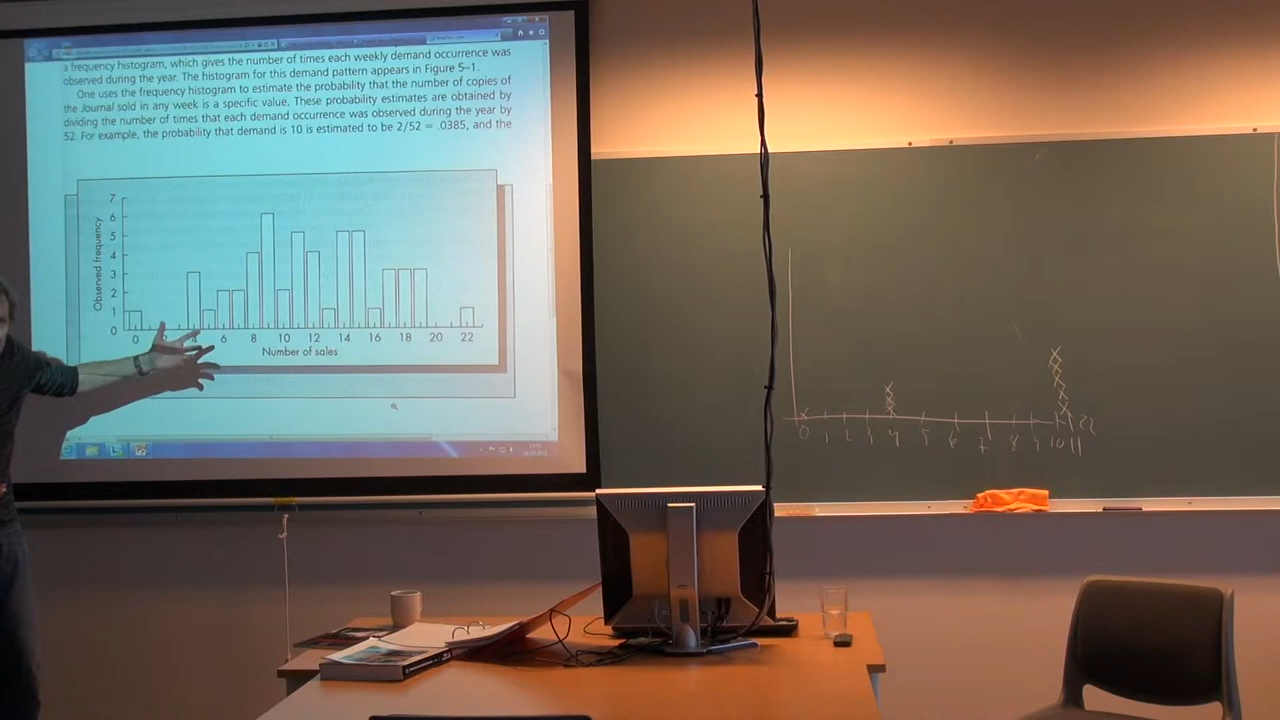 a frequency histogram, which gives the number of times each weekly demand occurrence was
observed during the year. The histogram for this demand pattern appears in Figure 5–1.
One uses the frequency histogram to estimate the probability that the number of copies of
the Journal sold in any week is a specific value. These probability estimates are obtained by
dividing the number of times that each demand occurrence was observed during the year by
52. For example, the probability that demand is 10 is estimated to be 2/52 = .0385, and the
7
6
5
4
3
2
1
0
Observed frequency
0 6 8 10 12 14 16 18 20 22
Number of sales
0 1 2 3 4 5 6 7 8 9 10 11 22